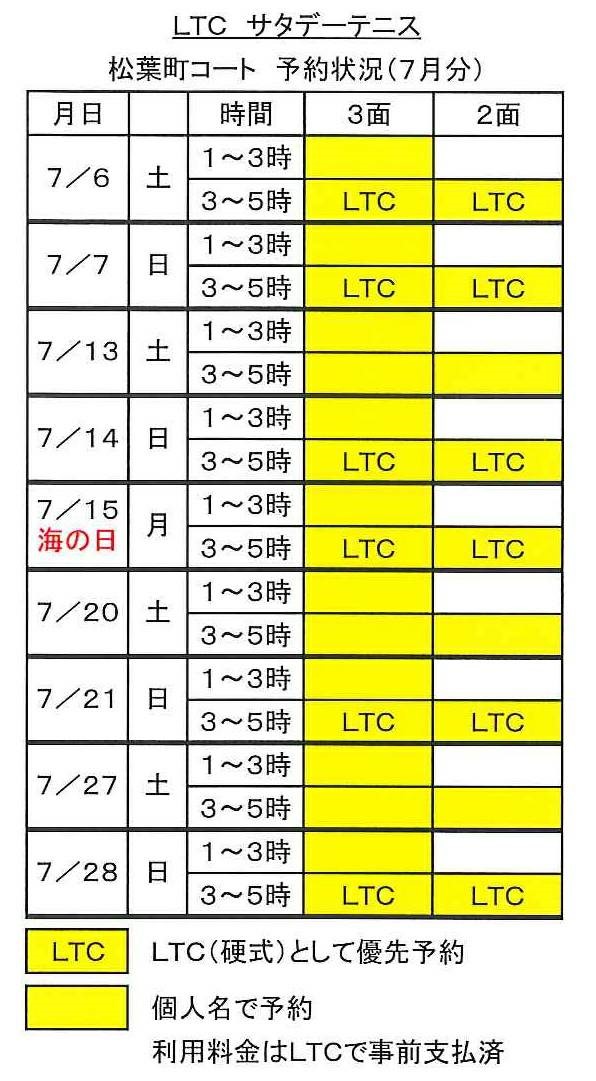 LTC サタデーテニス
松葉町コート 予約状況(7月分)
月日 時間 3面 2面
7/6 土 1～3時
3～5時 LTC LTC
7/7 日 1～3時
3～5時 LTC LTC
7/13 土 1～3時
3～5時
7/14 日 1～3時
3～5時 LTC LTC
7/15 海の日 月 1～3時
3～5時 LTC LTC
7/20 土 1～3時
3～5時
7/21 日 1～3時
3～5時 LTC LTC
7/27 土 1～3時
3～5時
7/28 日 1～3時
3～5時 LTC LTC
LTC LTC(硬式)として優先予約
個人名で予約
利用料金はLTCで事前支払済